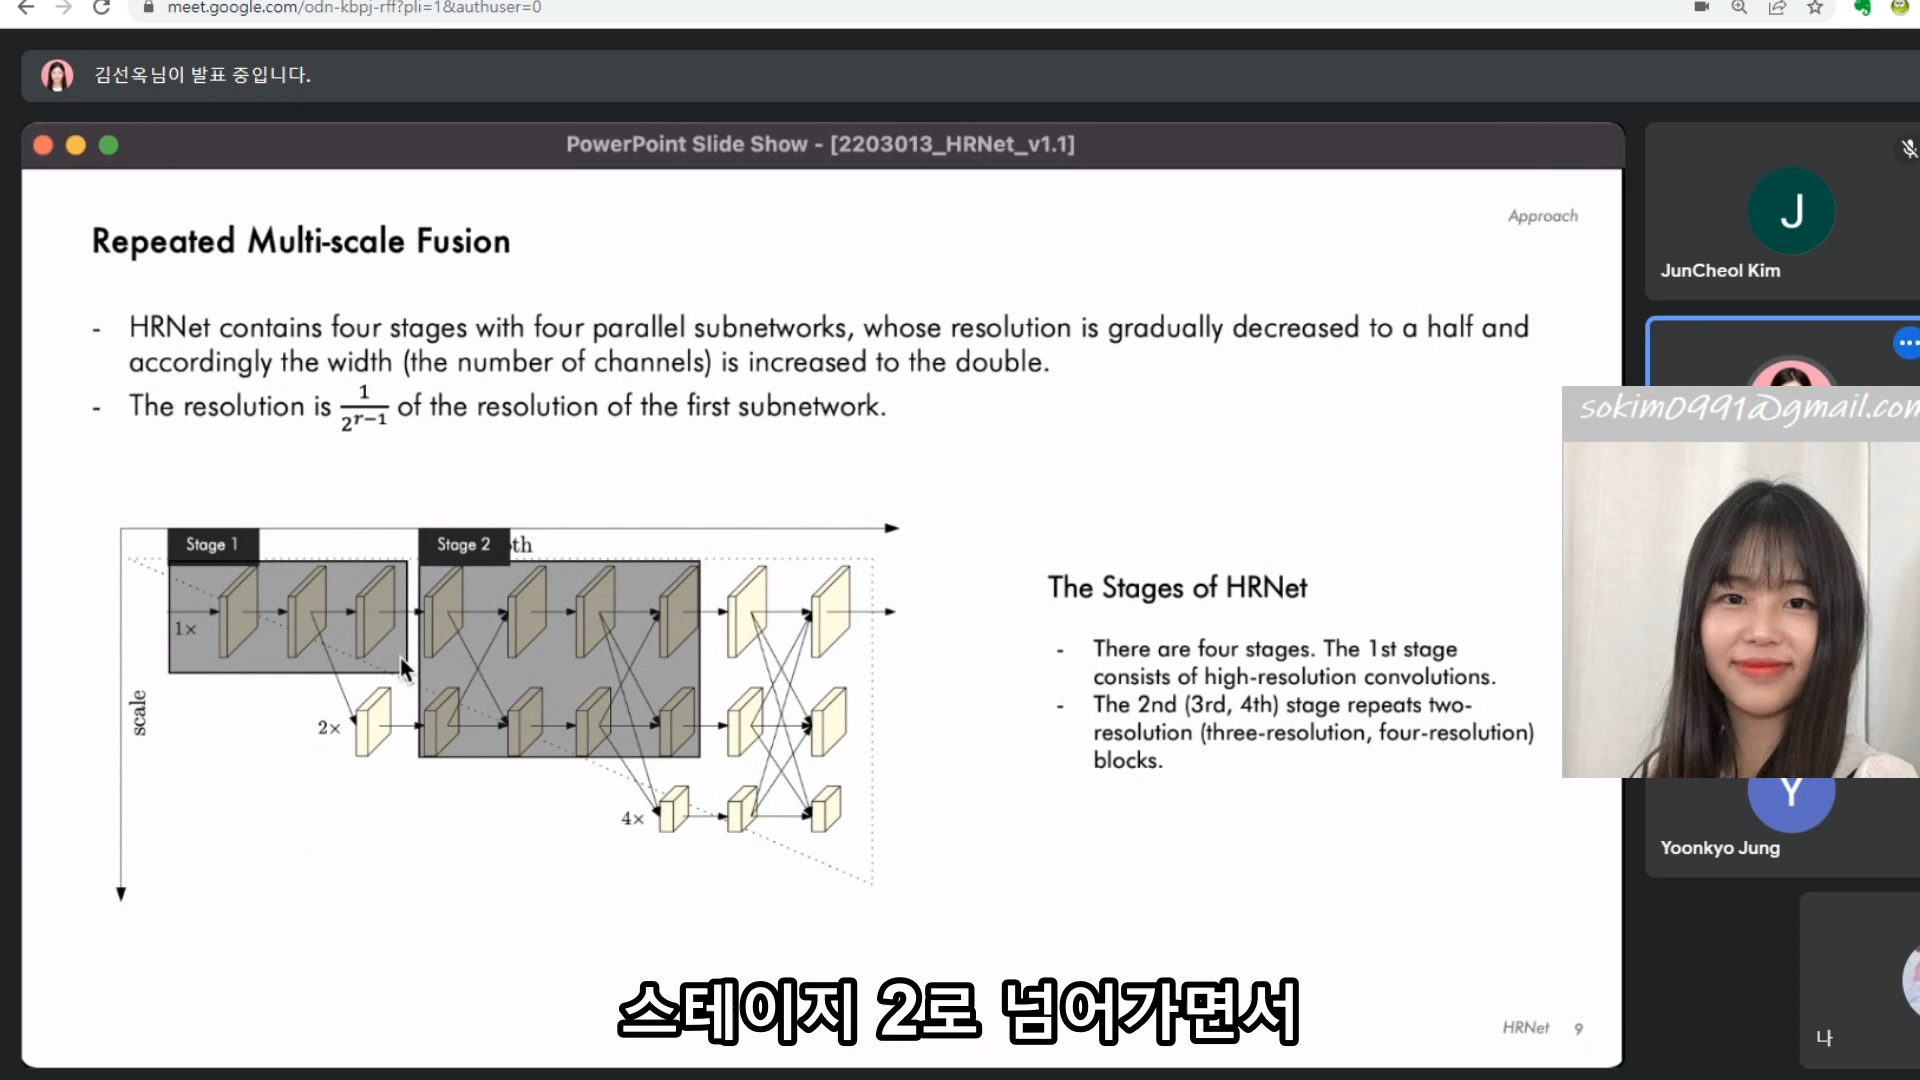 meet.google.com/odn-kbpj-rff?pli=1&authuser=0
김선옥님이 발표 중입니다.
PowerPoint Slide Show - [2203013_HRNet_v1.1]
Approach
Repeated Multi-scale Fusion
- HRNet contains four stages with four parallel subnetworks, whose resolution is gradually decreased to a half and
accordingly the width (the number of channels) is increased to the double.
- The resolution is 1/2^{r-1} of the resolution of the first subnetwork.
Stage 1
Stage 2
th
1×
2×
4×
scale
The Stages of HRNet
- There are four stages. The 1st stage
consists of high-resolution convolutions.
- The 2nd (3rd, 4th) stage repeats two-
resolution (three-resolution, four-resolution)
blocks.
스테이지 2로 넘어가면서
HRNet 9
J
JunCheol Kim
sokim0991@gmail.com
Y
Yoonkyo Jung
나